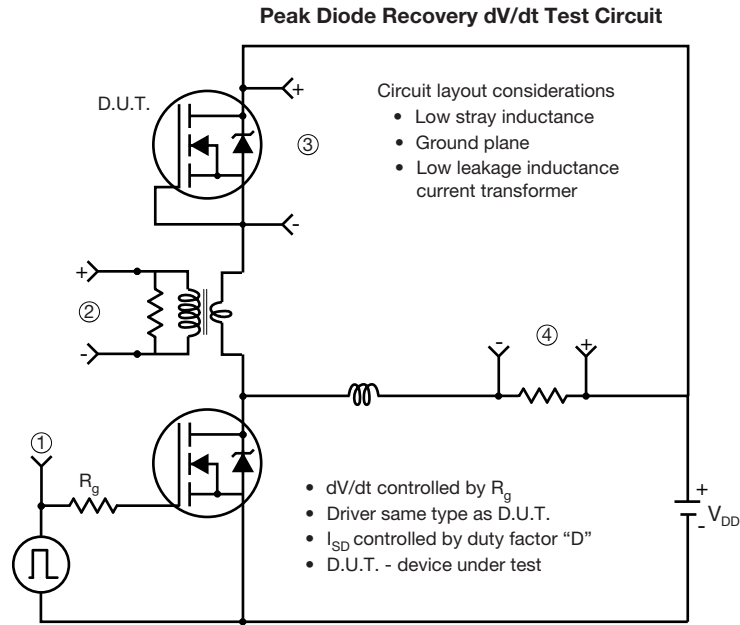 Peak Diode Recovery dV/dt Test Circuit
D.U.T.
+
③
-
Circuit layout considerations
• Low stray inductance
• Ground plane
• Low leakage inductance
current transformer
+
②
-
-
④
+
①
Rg
• dV/dt controlled by Rg
• Driver same type as D.U.T.
• ISD controlled by duty factor “D”
• D.U.T. - device under test
+
VDD
-